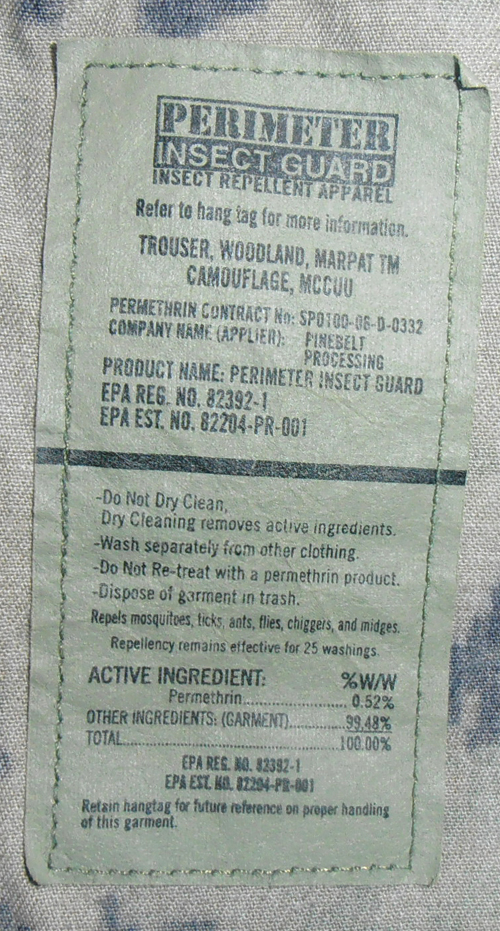 PERIMETER
INSECT-GUARD
INSECT REPELLENT APPAREL
Refer to hang tag for more information.
TROUSER, WOODLAND, MARPAT TM
CAMOUFLAGE, MCCUU
PERMETHRIN CONTRACT No: SP0100-06-D-0332
COMPANY NAME (APPLIER): PINEBELT
PROCESSING
PRODUCT NAME: PERIMETER INSECT GUARD
EPA REG. NO. 82392-1
EPA EST. NO. 82204-PR-001
-Do Not Dry Clean,
Dry Cleaning removes active ingredients.
-Wash separately from other clothing.
-Do Not Re-treat with a permethrin product.
-Dispose of garment in trash.
Repels mosquitoes, ticks, ants, flies, chiggers, and midges.
Repellency remains effective for 25 washings.
ACTIVE INGREDIENT: %W/W
Permethrin.................... 0.52%
OTHER INGREDIENTS: (GARMENT)..............99.48%
TOTAL.....................................................100.00%
EPA REG. NO. 82392-1
EPA EST. NO. 82204-PR-001
Retain hangtag for future reference on proper handling
of this garment.